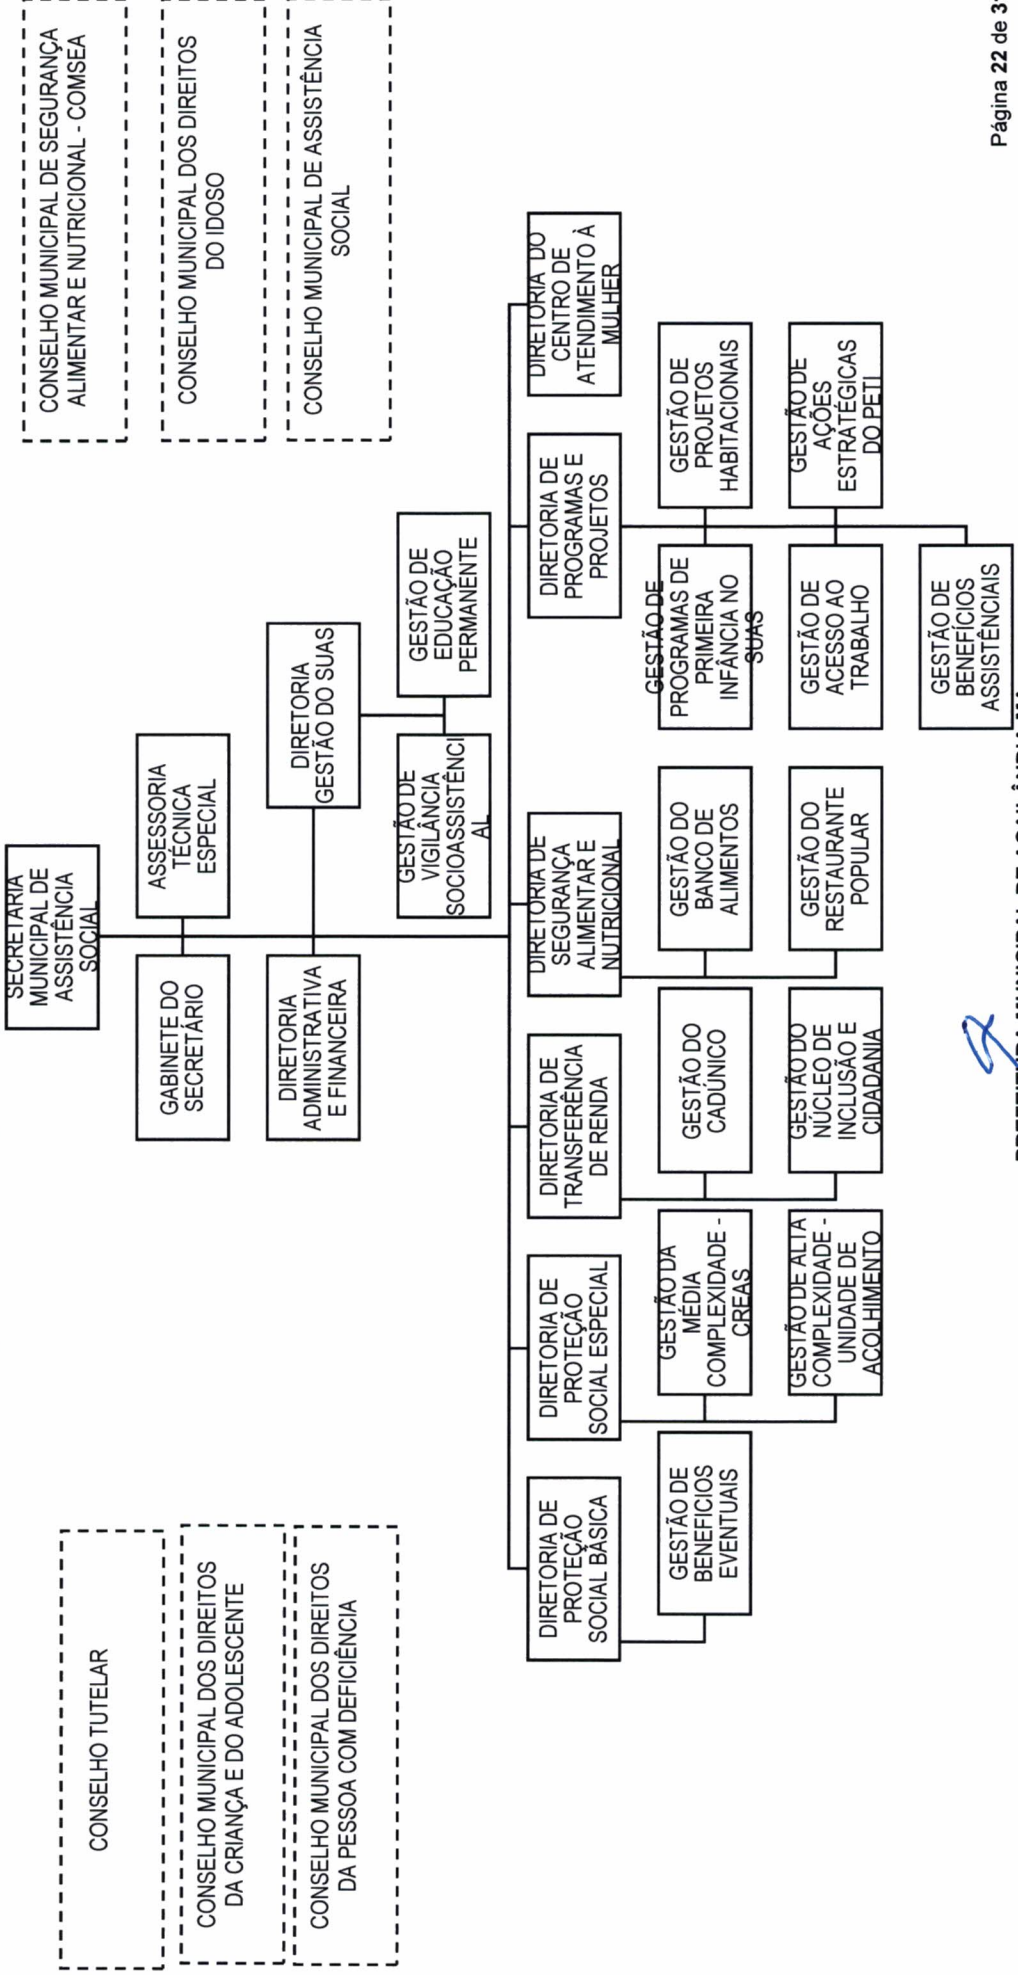 CONSELHO TUTELAR
CONSELHO MUNICIPAL DOS DIREITOS
DA CRIANÇA E DO ADOLESCENTE
CONSELHO MUNICIPAL DOS DIREITOS
DA PESSOA COM DEFICIÊNCIA
SECRETARIA
MUNICIPAL DE
ASSISTÊNCIA
SOCIAL
CONSELHO MUNICIPAL DE SEGURANÇA
ALIMENTAR E NUTRICIONAL - COMSEA
CONSELHO MUNICIPAL DOS DIREITOS
DO IDOSO
CONSELHO MUNICIPAL DE ASSISTÊNCIA
SOCIAL
GABINETE DO
SECRETÁRIO
ASSESSORIA
TÉCNICA
ESPECIAL
DIRETORIA
ADMINISTRATIVA
E FINANCEIRA
DIRETORIA
GESTÃO DO SUAS
GESTÃO DE
VIGILÂNCIA
SOCIOASSISTÊNCI
AL
GESTÃO DE
EDUCAÇÃO
PERMANENTE
DIRETORIA DE
PROTEÇÃO
SOCIAL BÁSICA
GESTÃO DE
BENEFICIOS
EVENTUAIS
DIRETORIA DE
PROTEÇÃO
SOCIAL ESPECIAL
GESTÃO DA
MÉDIA
COMPLEXIDADE -
CREAS
GESTÃO DE ALTA
COMPLEXIDADE -
UNIDADE DE
ACOLHIMENTO
DIRETORIA DE
TRANSFERÊNCIA
DE RENDA
GESTÃO DO
CADÚNICO
GESTÃO DO
NÚCLEO DE
INCLUSÃO E
CIDADANIA
DIRETORIA DE
SEGURANÇA
ALIMENTAR E
NUTRICIONAL
GESTÃO DO
BANCO DE
ALIMENTOS
GESTÃO DO
RESTAURANTE
POPULAR
DIRETORIA DE
PROGRAMAS E
PROJETOS
GESTÃO DE
PROGRAMAS DE
PRIMEIRA
INFÂNCIA NO
SUAS
GESTÃO DE
PROJETOS
HABITACIONAIS
GESTÃO DE
ACESSO AO
TRABALHO
GESTÃO DE
AÇÕES
ESTRATÉGICAS
DO PETI
GESTÃO DE
BENEFÍCIOS
ASSISTÊNCIAIS
DIRETORIA DO
CENTRO DE
ATENDIMENTO À
MULHER
Página 22 de